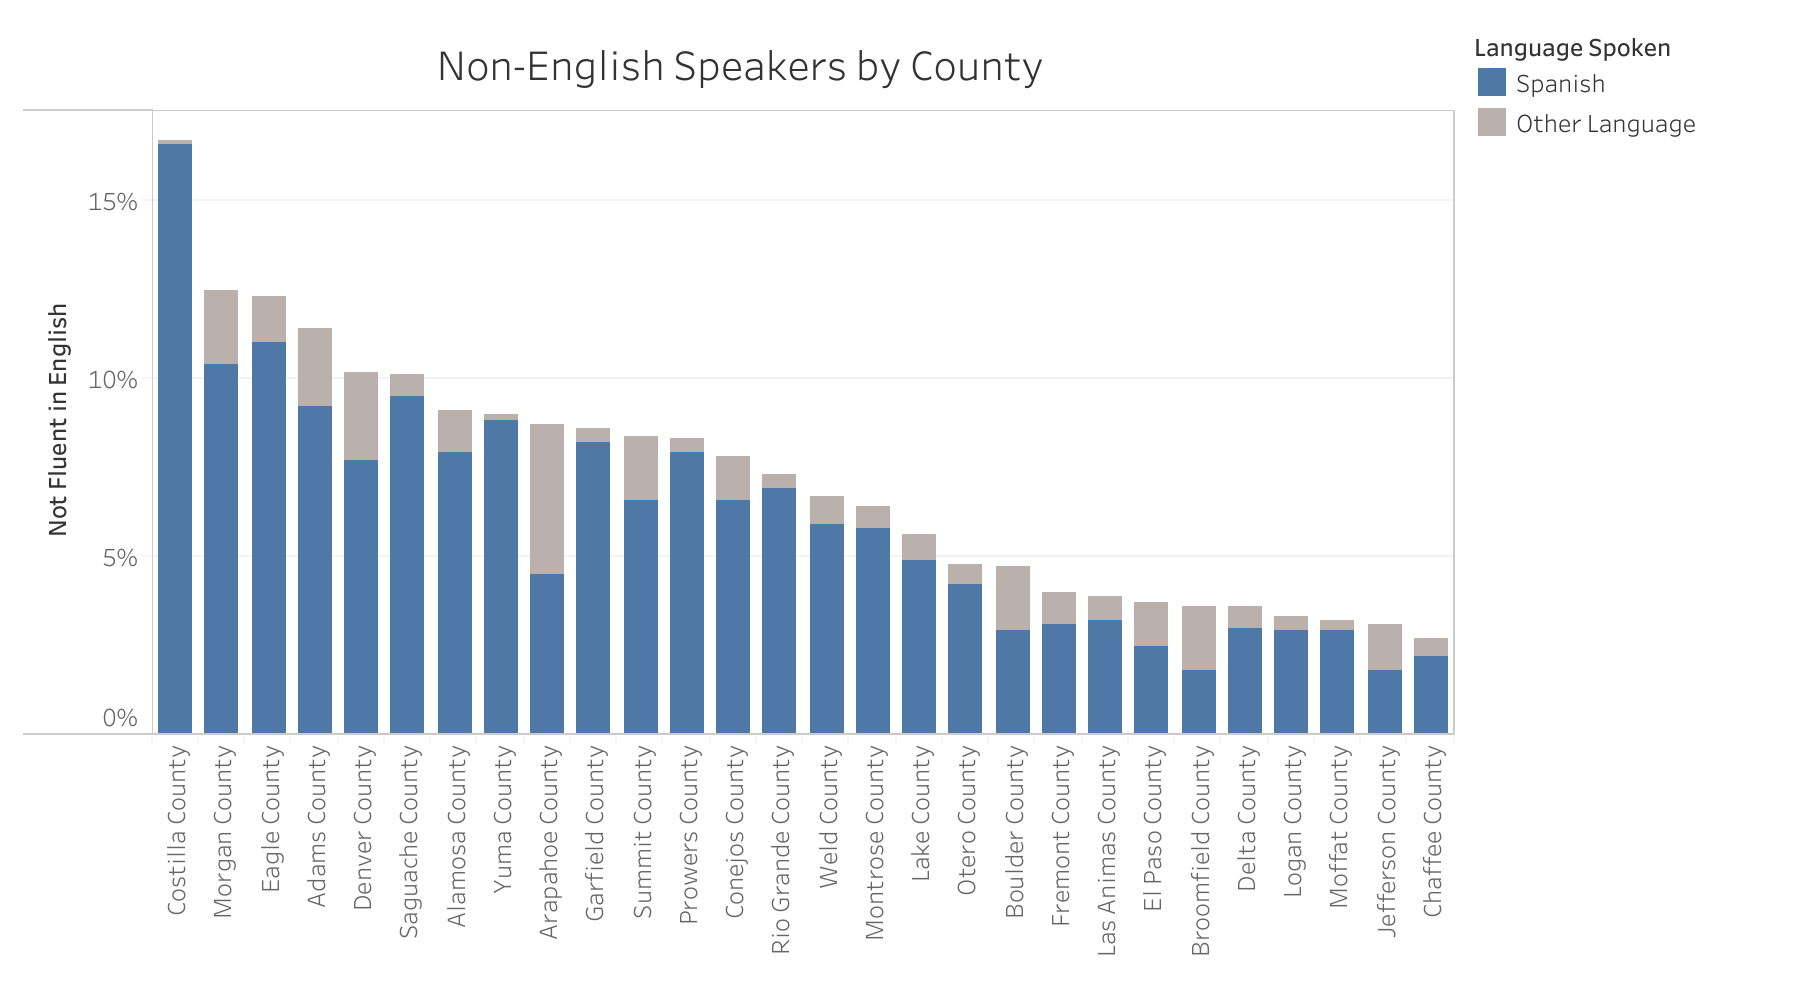 Non-English Speakers by County
Language Spoken
Spanish
Other Language
Not Fluent in English
15%
10%
5%
0%
Costilla County
Morgan County
Eagle County
Adams County
Denver County
Saguache County
Alamosa County
Yuma County
Arapahoe County
Garfield County
Summit County
Prowers County
Conejos County
Rio Grande County
Weld County
Montrose County
Lake County
Otero County
Boulder County
Fremont County
Las Animas County
El Paso County
Broomfield County
Delta County
Logan County
Moffat County
Jefferson County
Chaffee County